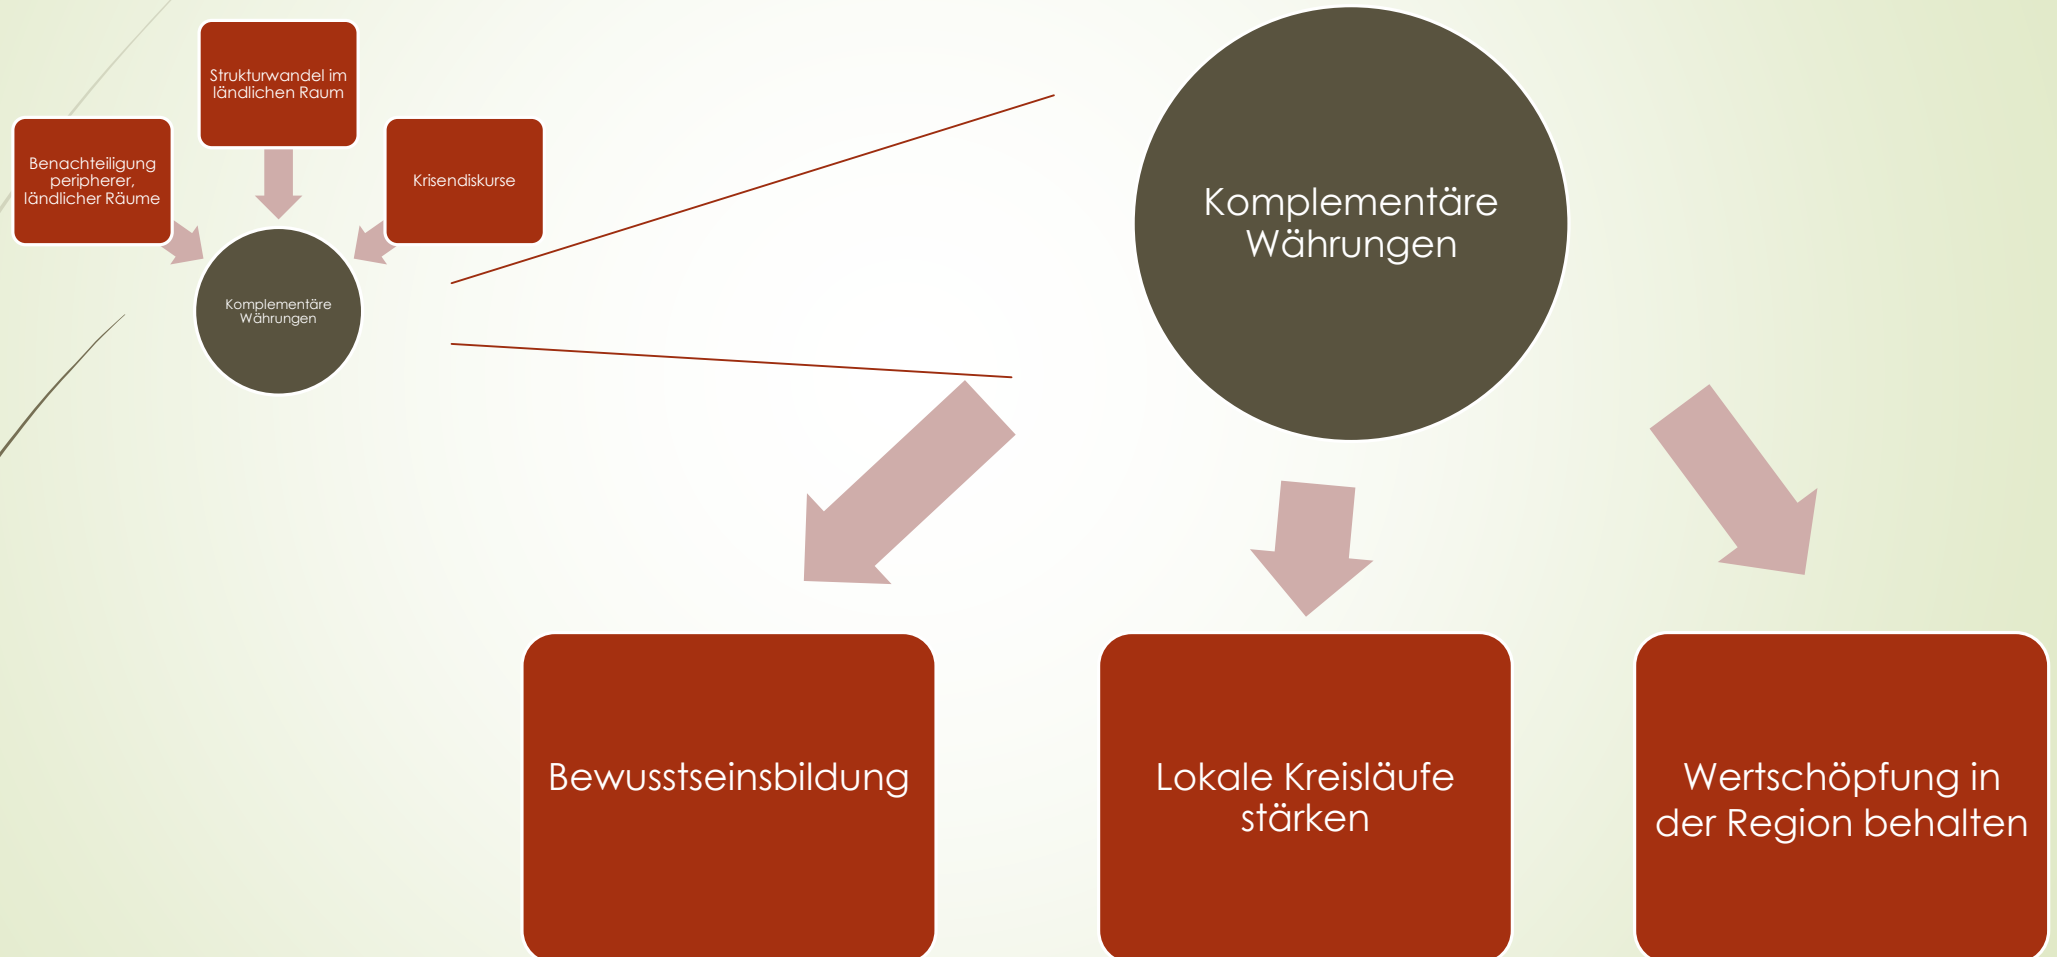 Strukturwandel im
ländlichen Raum
Benachteiligung
peripherer,
ländlicher Räume
Krisendiskurse
Komplementäre
Währungen
Komplementäre
Währungen
Bewusstseinsbildung
Lokale Kreisläufe
stärken
Wertschöpfung in
der Region behalten